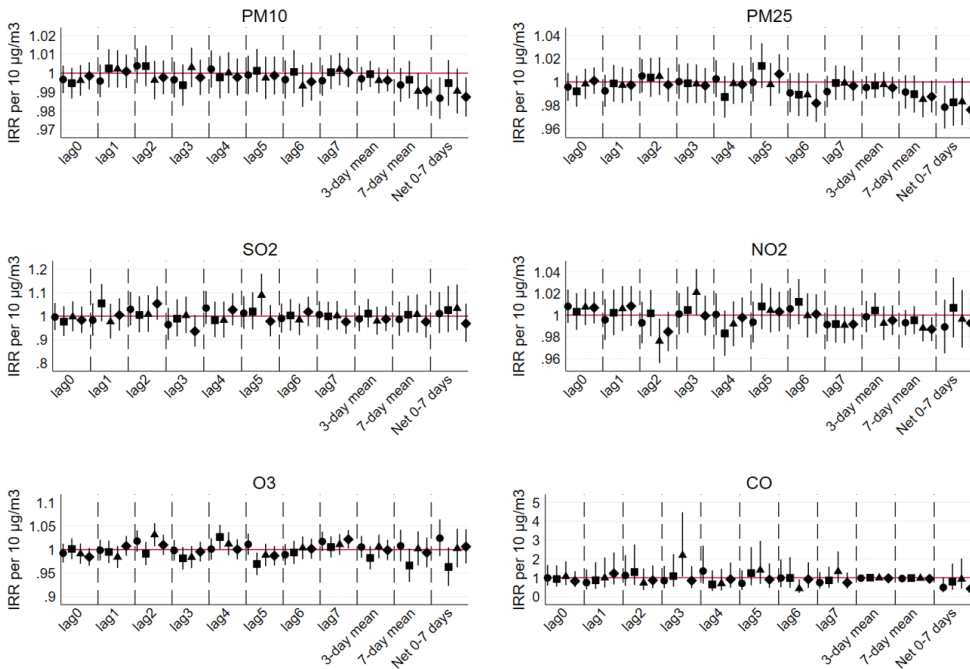 PM10
IRR per 10 µg/m3
1.02
1.01
1
.99
.98
.97
lag0
lag1
lag2
lag3
lag4
lag5
lag6
lag7
3-day mean
7-day mean
Net 0-7 days
PM25
IRR per 10 µg/m3
1.04
1.02
1
.98
.96
lag0
lag1
lag2
lag3
lag4
lag5
lag6
lag7
3-day mean
7-day mean
Net 0-7 days
SO2
IRR per 10 µg/m3
1.2
1.1
1
.9
.8
lag0
lag1
lag2
lag3
lag4
lag5
lag6
lag7
3-day mean
7-day mean
Net 0-7 days
NO2
IRR per 10 µg/m3
1.04
1.02
1
.98
.96
lag0
lag1
lag2
lag3
lag4
lag5
lag6
lag7
3-day mean
7-day mean
Net 0-7 days
O3
IRR per 10 µg/m3
1.1
1.05
1
.95
.9
lag0
lag1
lag2
lag3
lag4
lag5
lag6
lag7
3-day mean
7-day mean
Net 0-7 days
CO
IRR per 10 µg/m3
5
4
3
2
1
0
lag0
lag1
lag2
lag3
lag4
lag5
lag6
lag7
3-day mean
7-day mean
Net 0-7 days